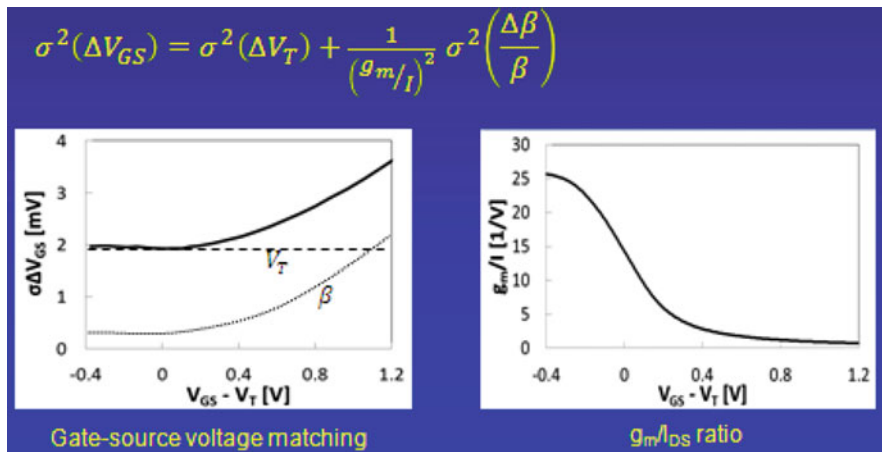 σ²(ΔV_GS) = σ²(ΔV_T) + 1/(g_m/I)² σ²(Δβ/β)
4
3
2
1
0
σΔV_GS [mV]
V_T
β
-0.4 0 0.4 0.8 1.2
V_GS - V_T [V]
Gate-source voltage matching
30
25
20
15
10
5
0
g_m/I [1/V]
-0.4 0 0.4 0.8 1.2
V_GS - V_T [V]
g_m/I_DS ratio